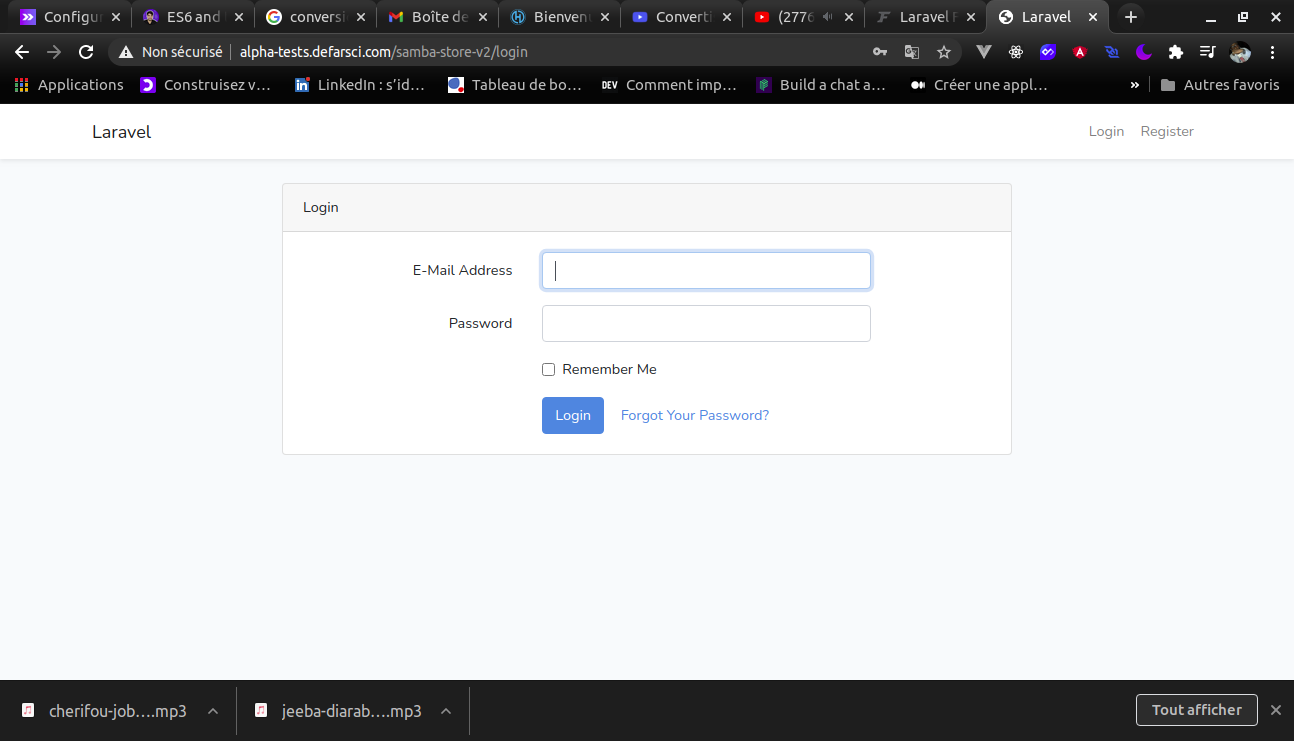 Configur ES6 and conversi Boîte de Bienven Converti (2776 Laravel F Laravel
Non sécurisé alpha-tests.defarsci.com/samba-store-v2/login
Applications Construisez v... LinkedIn : s'id... Tableau de bo... DEV Comment imp... Build a chat a... Créer une appl... » Autres favoris
Laravel Login Register
Login
E-Mail Address
Password
Remember Me
Login Forgot Your Password?
cherifou-job....mp3 jeeba-diarab....mp3 Tout afficher